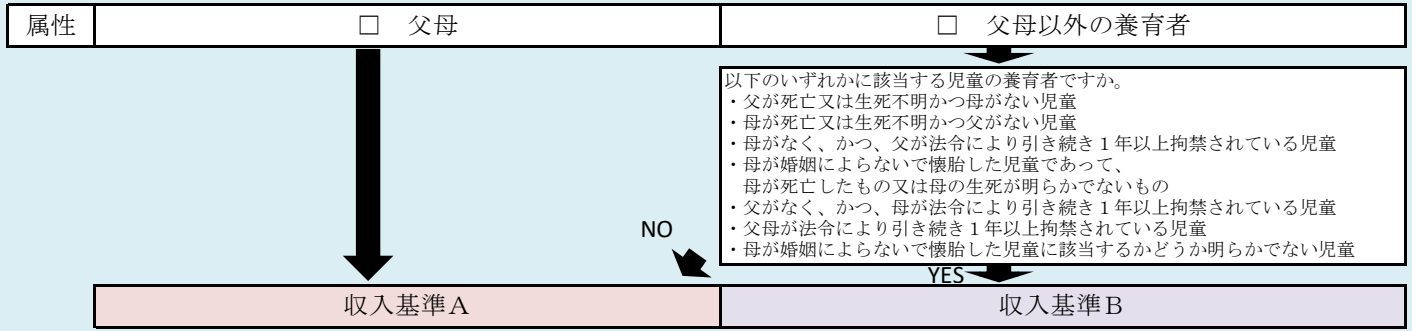 属性 □ 父母 □ 父母以外の養育者
以下のいずれかに該当する児童の養育者ですか。
・父が死亡又は生死不明かつ母がない児童
・母が死亡又は生死不明かつ父がない児童
・母がなく、かつ、父が法令により引き続き１年以上拘禁されている児童
・母が婚姻によらないで懐胎した児童であって、
母が死亡したもの又は母の生死が明らかでないもの
・父がなく、かつ、母が法令により引き続き１年以上拘禁されている児童
・父母が法令により引き続き１年以上拘禁されている児童
・母が婚姻によらないで懐胎した児童に該当するかどうか明らかでない児童
NO
YES
収入基準Ａ 収入基準Ｂ